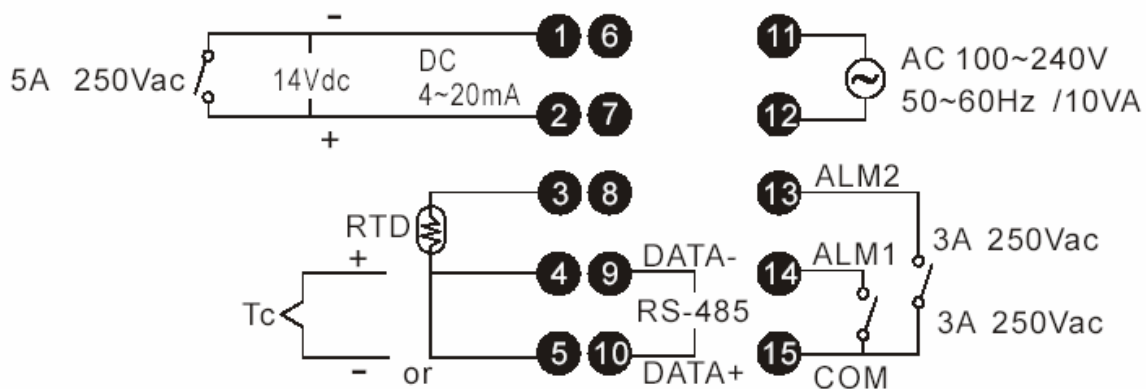 - 1 6 11
5A 250Vac 14Vdc DC 4~20mA AC 100~240V
50~60Hz /10VA
+ 2 7 12
3 8 13 ALM2
RTD
+ 4 9 DATA- 14 ALM1 3A 250Vac
Tc RS-485 3A 250Vac
- or 5 10 DATA+ 15 COM